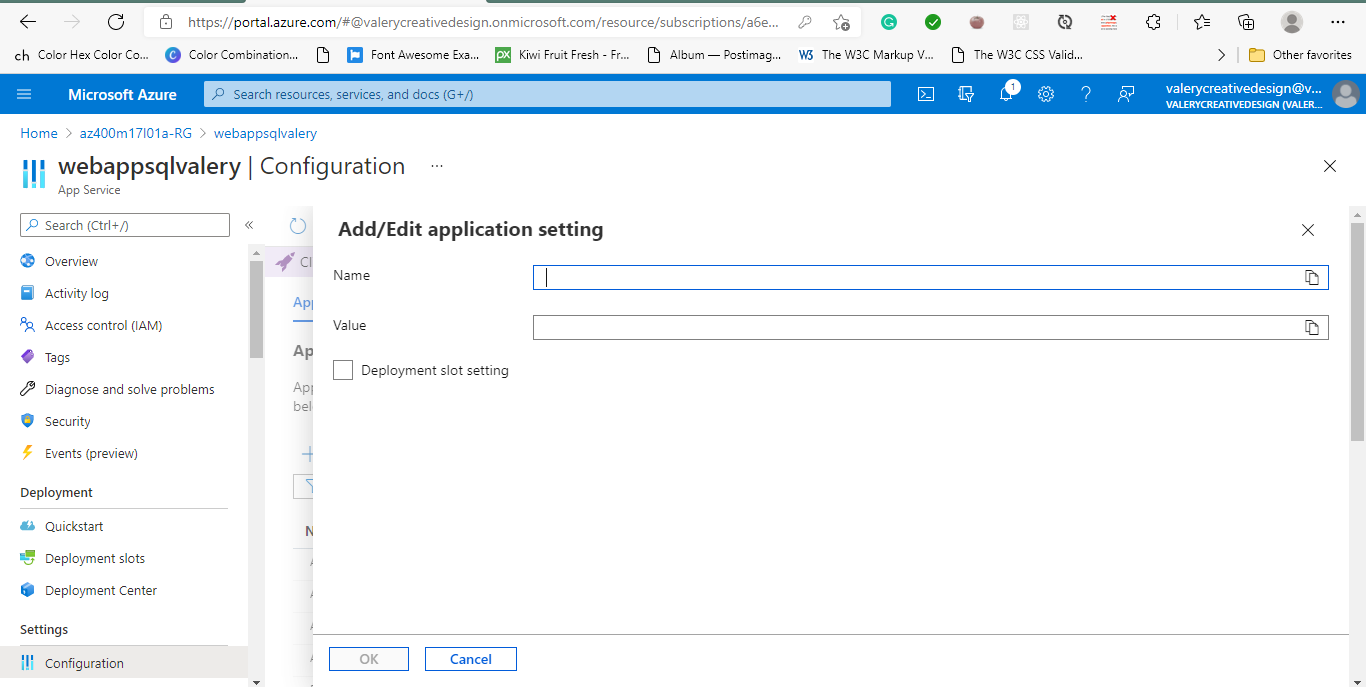 https://portal.azure.com/#@valerycreativedesign.onmicrosoft.com/resource/subscriptions/a6e...
ch Color Hex Color Co... C Color Combination... Font Awesome Exa... px Kiwi Fruit Fresh - Fr... Album — Postimag... W3 The W3C Markup V... The W3C CSS Valid... Other favorites
Microsoft Azure
Search resources, services, and docs (G+/)
1
valerycreativedesign@v...
VALERYCREATIVEDESIGN (VALER...
Home > az400m17l01a-RG > webappsqlvalery
webappsqlvalery | Configuration ...
App Service
Search (Ctrl+/)
Overview
Activity log
Access control (IAM)
Tags
Diagnose and solve problems
Security
Events (preview)
Deployment
Quickstart
Deployment slots
Deployment Center
Settings
Configuration
Cl
App
Ap
App
bel
N
Add/Edit application setting
Name
Value
Deployment slot setting
OK
Cancel